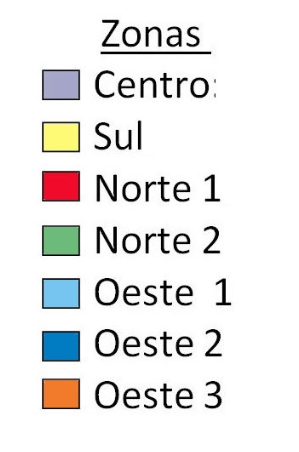 Zonas
Centro:
Sul
Norte 1
Norte 2
Oeste 1
Oeste 2
Oeste 3